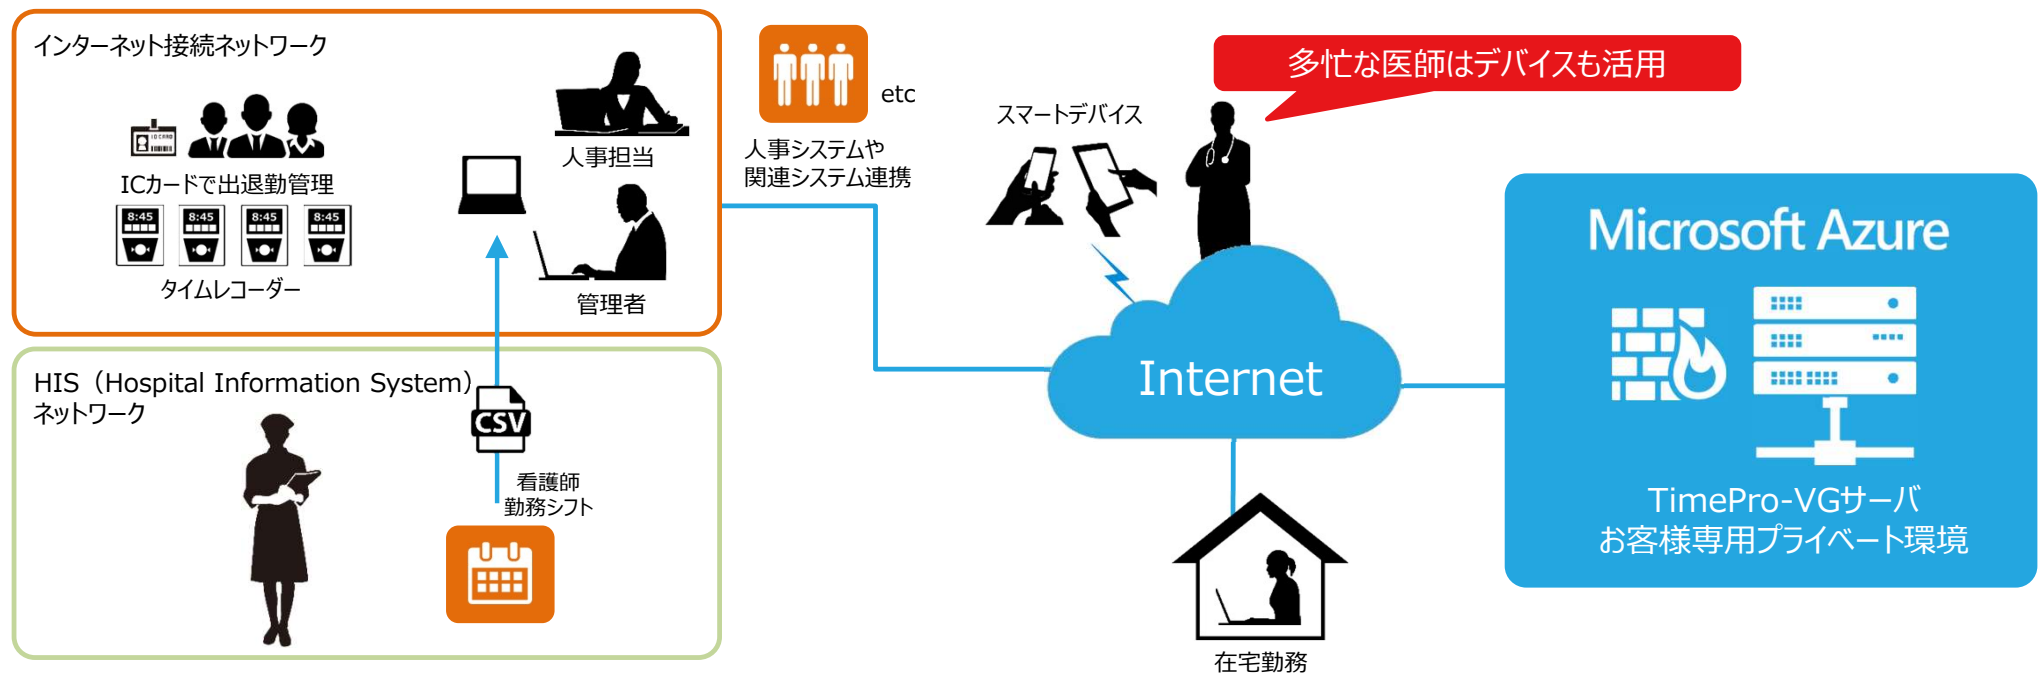 インターネット接続ネットワーク
ID CARD
ICカードで出退勤管理
8:45
8:45
8:45
8:45
タイムレコーダー
人事担当
管理者
etc
人事システムや
関連システム連携
HIS（Hospital Information System）
ネットワーク
CSV
看護師
勤務シフト
多忙な医師はデバイスも活用
スマートデバイス
Internet
在宅勤務
Microsoft Azure
TimePro-VGサーバ
お客様専用プライベート環境